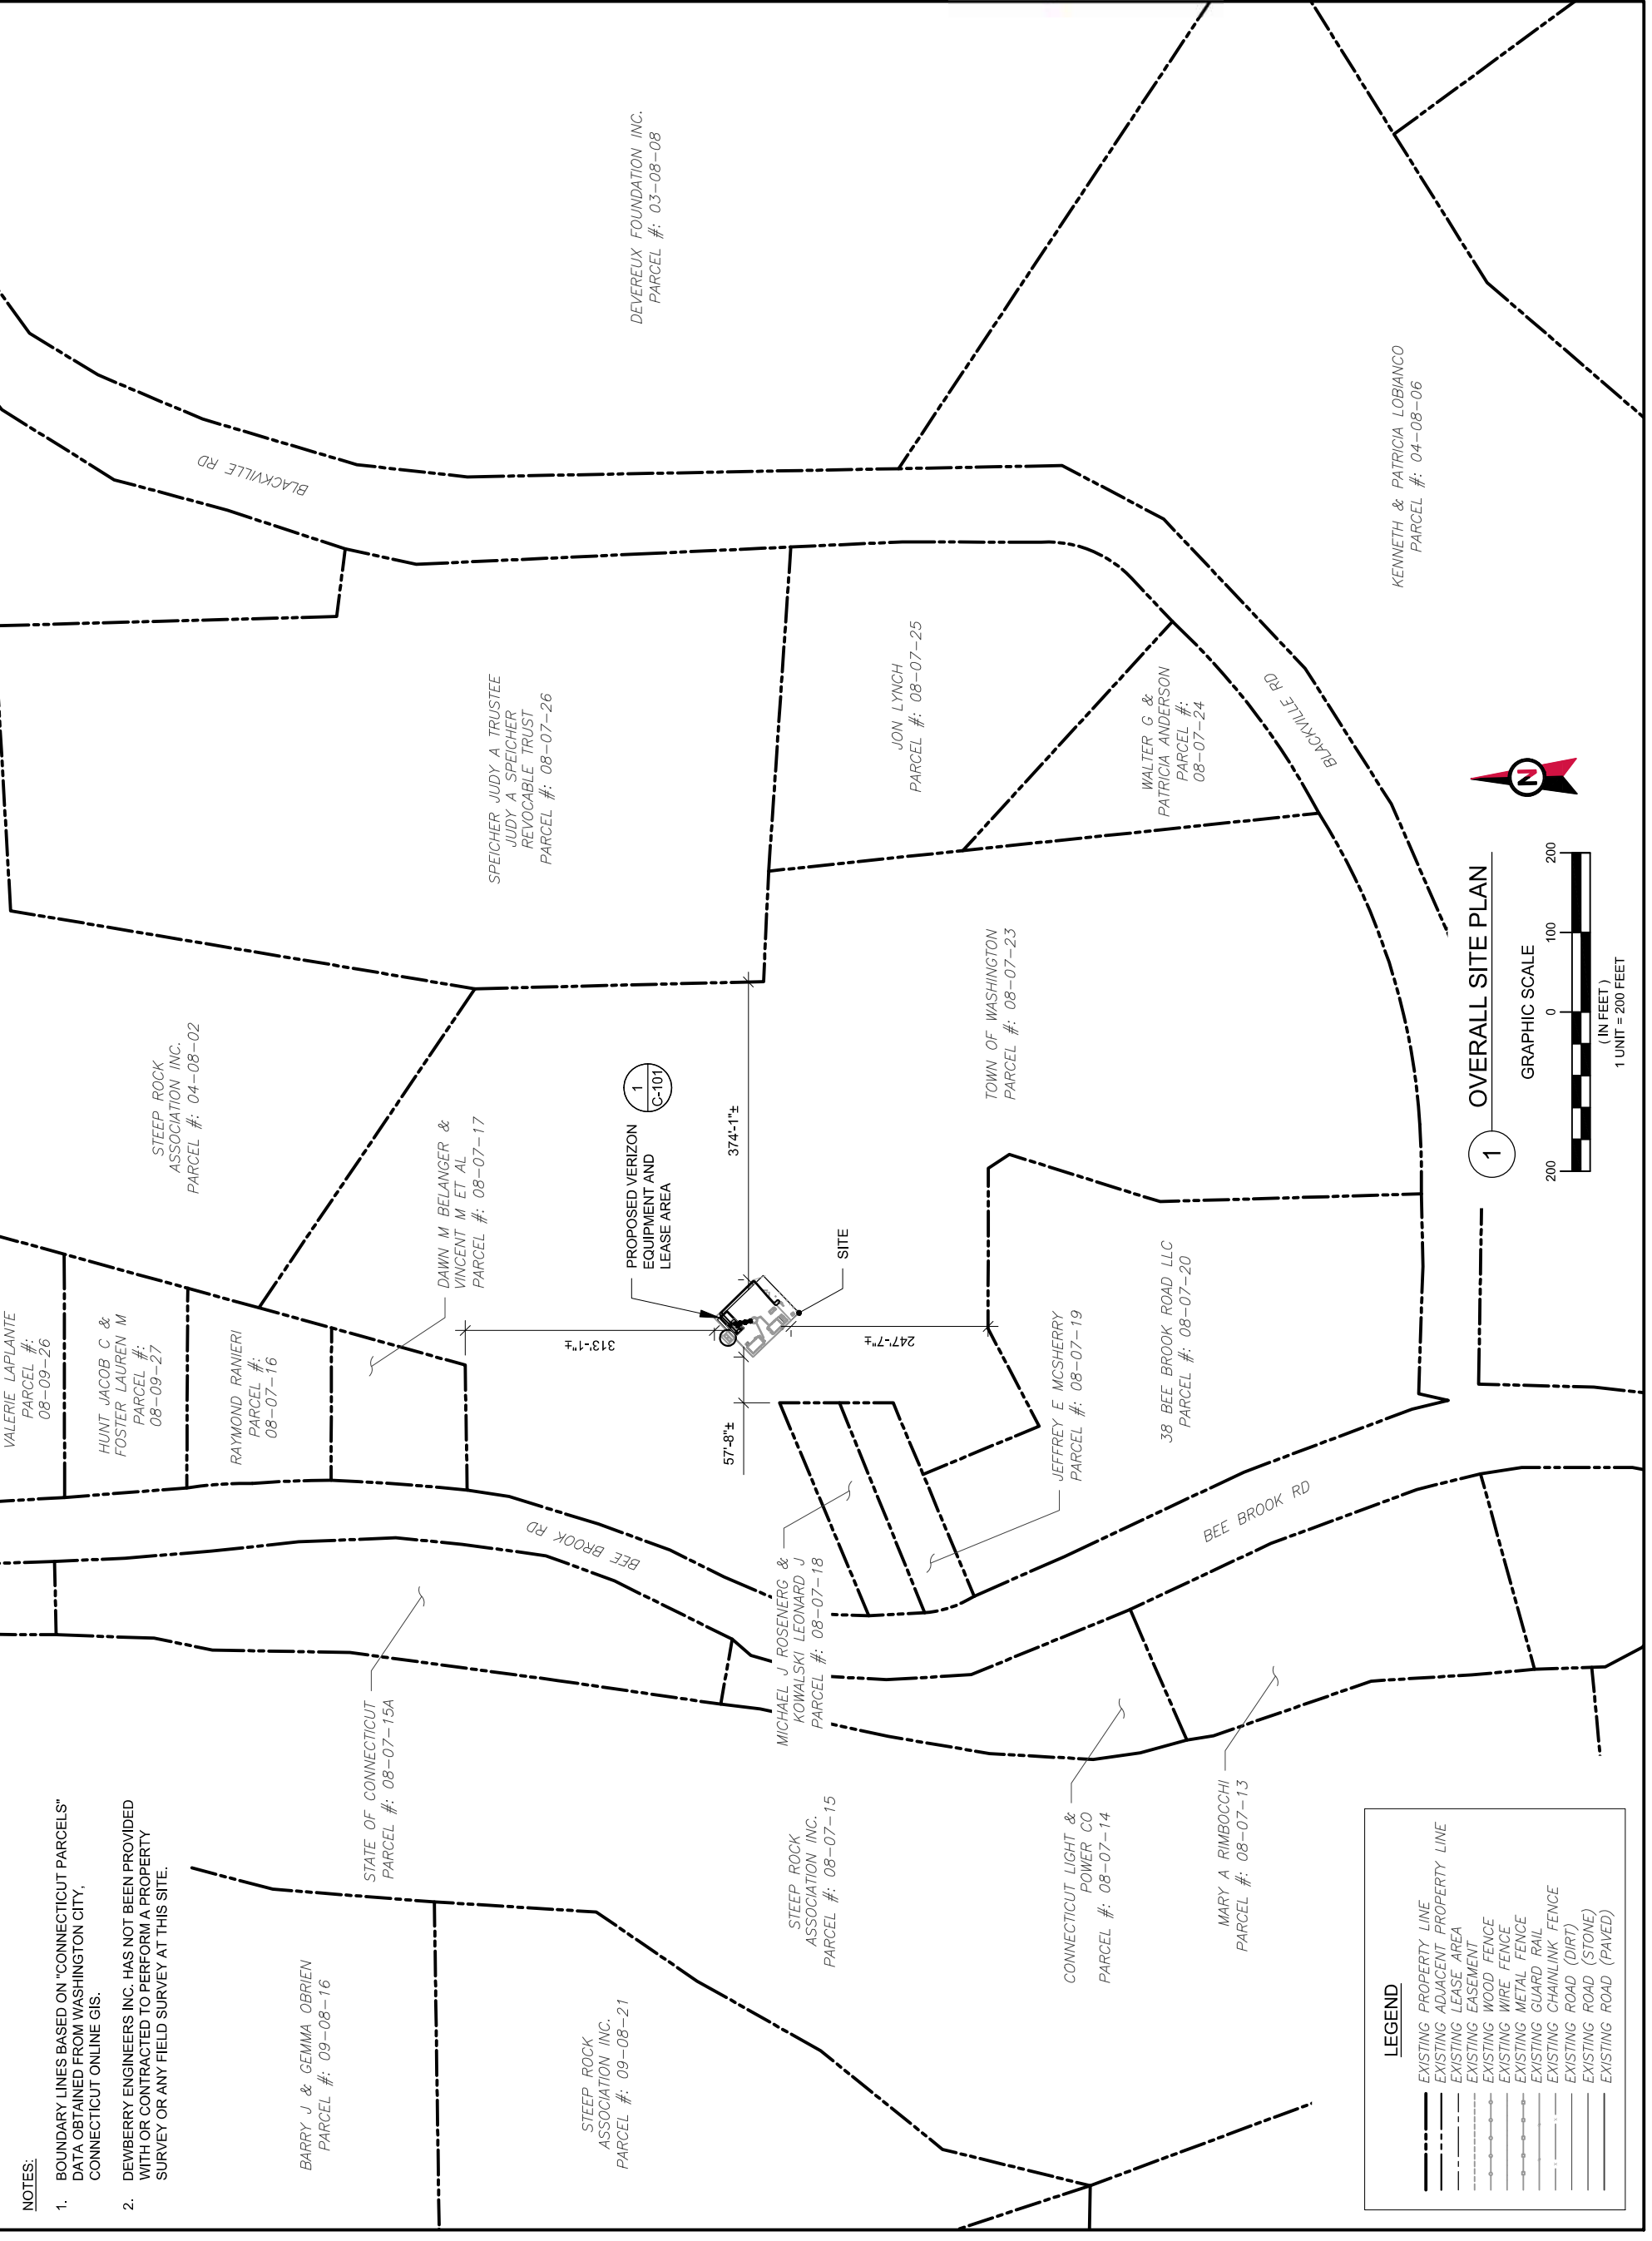 NOTES:
1. BOUNDARY LINES BASED ON "CONNECTICUT PARCELS"
DATA OBTAINED FROM WASHINGTON CITY,
CONNECTICUT ONLINE GIS.
2. DEWBERRY ENGINEERS INC. HAS NOT BEEN PROVIDED
WITH OR CONTRACTED TO PERFORM A PROPERTY
SURVEY OR ANY FIELD SURVEY AT THIS SITE.
VALERIE LAPLANTE
PARCEL #:
08-09-26
HUNT JACOB C &
FOSTER LAUREN M
PARCEL #:
08-09-27
RAYMOND RANIERI
PARCEL #:
08-07-16
STEEP ROCK
ASSOCIATION INC.
PARCEL #: 04-08-02
BLACKVILLE RD
BARRY J & GEMMA OBRIEN
PARCEL #: 09-08-16
STATE OF CONNECTICUT
PARCEL #: 08-07-15A
DAWN M BELANGER &
VINCENT M ET AL
PARCEL #: 08-07-17
SPEICHER JUDY A TRUSTEE
JUDY A SPEICHER
REVOCABLE TRUST
PARCEL #: 08-07-26
DEVEREUX FOUNDATION INC.
PARCEL #: 03-08-08
BEE BROOK RD
STEEP ROCK
ASSOCIATION INC.
PARCEL #: 09-08-21
313'-1"±
PROPOSED VERIZON
EQUIPMENT AND
LEASE AREA
1
C-101
57'-8"±
374'-1"±
SITE
247'-7"±
MICHAEL J ROSENERG &
KOWALSKI LEONARD J
PARCEL #: 08-07-18
STEEP ROCK
ASSOCIATION INC.
PARCEL #: 08-07-15
JON LYNCH
PARCEL #: 08-07-25
TOWN OF WASHINGTON
PARCEL #: 08-07-23
JEFFREY E MCSHERRY
PARCEL #: 08-07-19
CONNECTICUT LIGHT &
POWER CO
PARCEL #: 08-07-14
WALTER G &
PATRICIA ANDERSON
PARCEL #:
08-07-24
38 BEE BROOK ROAD LLC
PARCEL #: 08-07-20
BEE BROOK RD
MARY A RIMBOCCHI
PARCEL #: 08-07-13
BLACKVILLE RD
KENNETH & PATRICIA LOBIANCO
PARCEL #: 04-08-06
LEGEND
EXISTING PROPERTY LINE
EXISTING ADJACENT PROPERTY LINE
EXISTING LEASE AREA
EXISTING EASEMENT
EXISTING WOOD FENCE
EXISTING WIRE FENCE
EXISTING METAL FENCE
EXISTING GUARD RAIL
EXISTING CHAINLINK FENCE
EXISTING ROAD (DIRT)
EXISTING ROAD (STONE)
EXISTING ROAD (PAVED)
1
OVERALL SITE PLAN
N
GRAPHIC SCALE
200 0 100 200
( IN FEET )
1 UNIT = 200 FEET